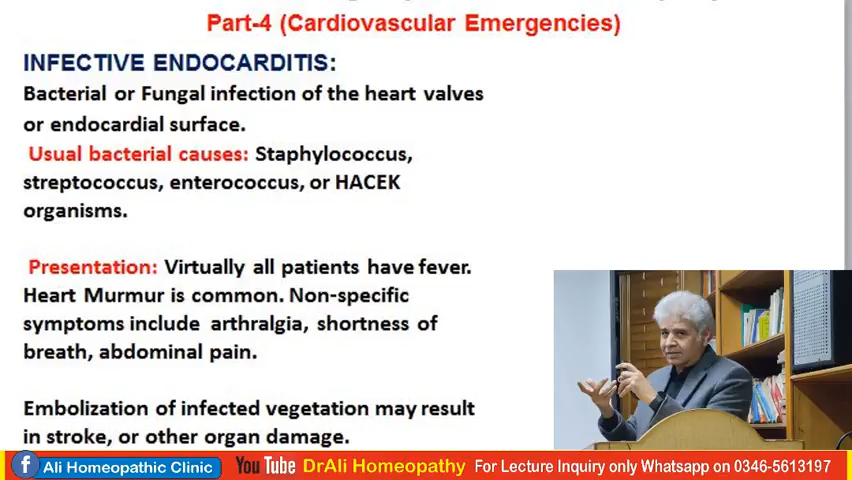 Part-4 (Cardiovascular Emergencies)
INFECTIVE ENDOCARDITIS:
Bacterial or Fungal infection of the heart valves
or endocardial surface.
Usual bacterial causes: Staphylococcus,
streptococcus, enterococcus, or HACEK
organisms.
Presentation: Virtually all patients have fever.
Heart Murmur is common. Non-specific
symptoms include arthralgia, shortness of
breath, abdominal pain.
Embolization of infected vegetation may result
in stroke, or other organ damage.
f Ali Homeopathic Clinic You Tube DrAli Homeopathy For Lecture Inquiry only Whatsapp on 0346-5613197